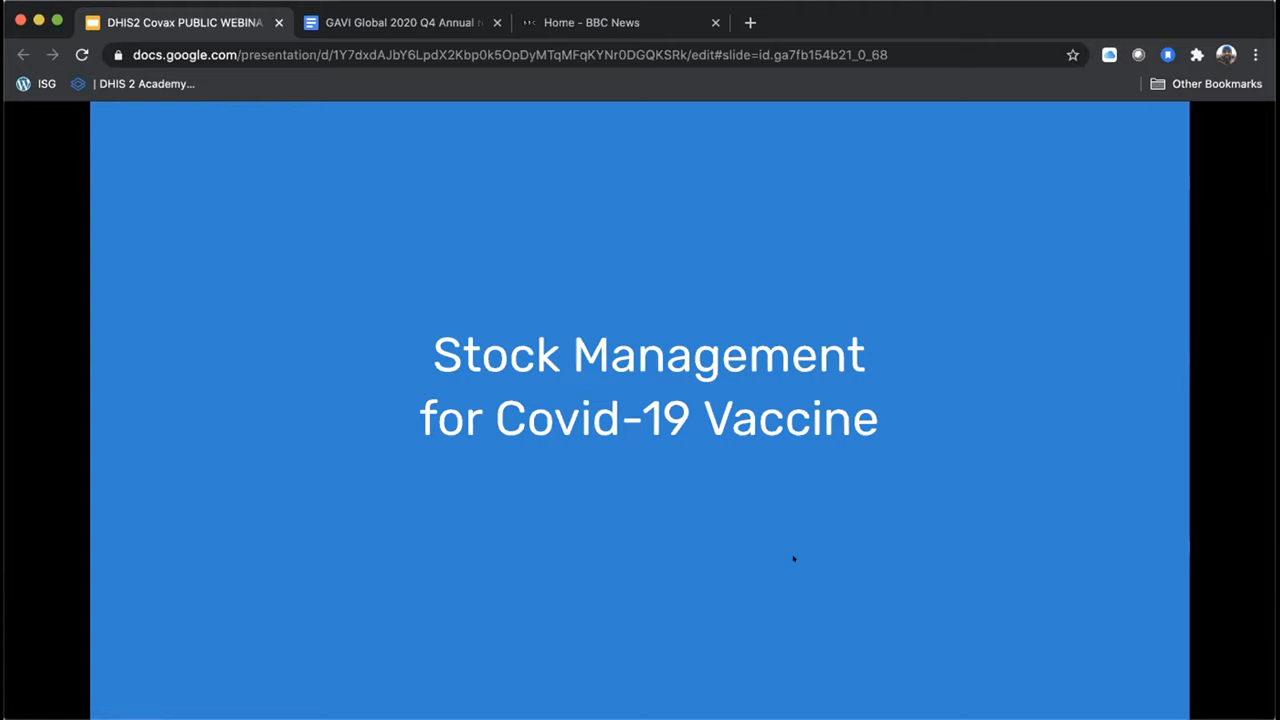 DHIS2 Covax PUBLIC WEBINA
GAVI Global 2020 Q4 Annual
Home - BBC News
docs.google.com/presentation/d/1Y7dxdAJbY6LpdX2Kbp0k5OpDyMTqMFqKYNr0DGQKSRk/edit#slide=id.ga7fb154b21_0_68
ISG
| DHIS 2 Academy...
Other Bookmarks
Stock Management
for Covid-19 Vaccine